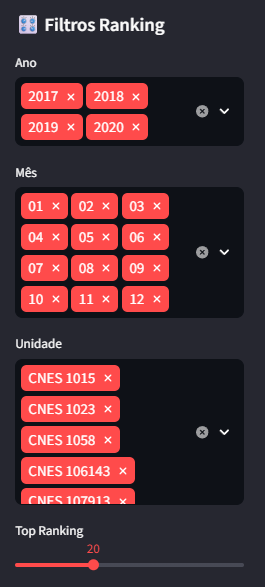 🎛️ Filtros Ranking
Ano
2017 × 2018 ×
2019 × 2020 ×
Mês
01 × 02 × 03 ×
04 × 05 × 06 ×
07 × 08 × 09 ×
10 × 11 × 12 ×
Unidade
CNES 1015 ×
CNES 1023 ×
CNES 1058 ×
CNES 106143 ×
CNES 107913 ×
Top Ranking
20